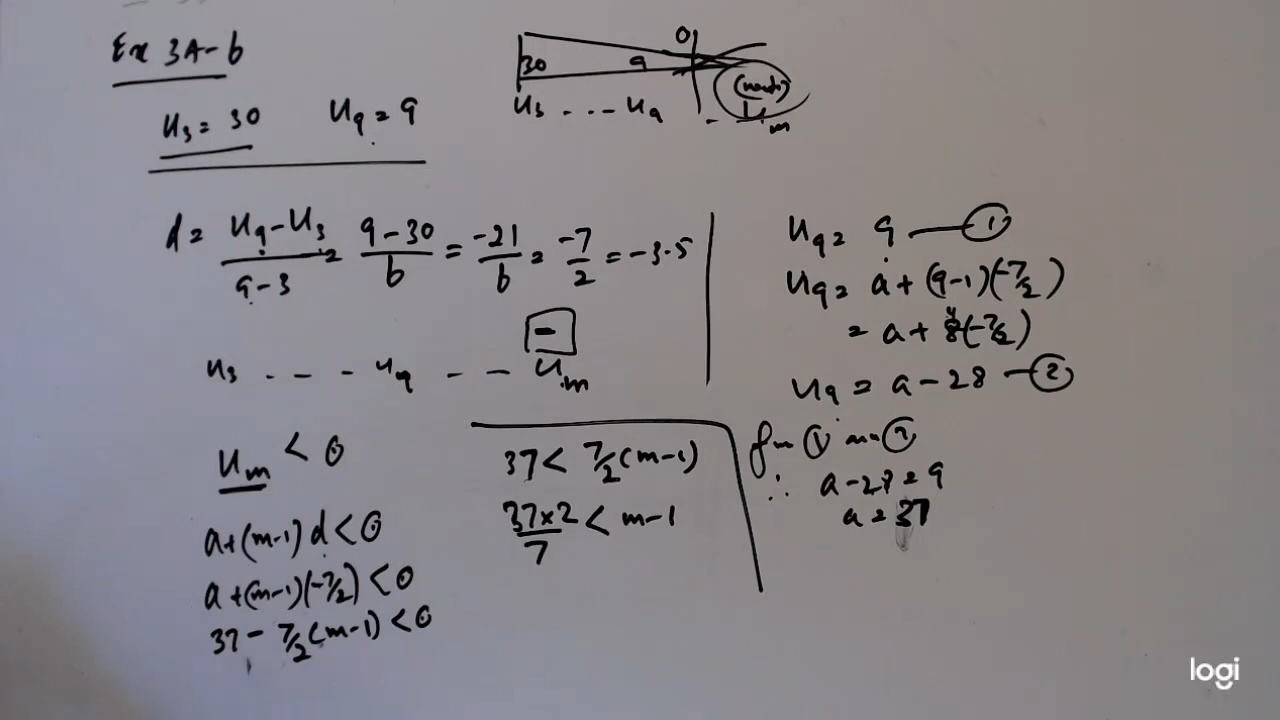 Ex 3A-6
u₃ = 30 u₉ = 9
30 9 0
u₃ . . . - u₉ - . Um
d = (u₉ - u₃)/(9 - 3) = (9 - 30)/6 = -21/6 = -7/2 = -3.5
-
u₃ . - - - u₉ - - um
um < 0
a + (m-1) d < 0
a + (m-1)(-7/2) < 0
37 - 7/2 (m-1) < 0
37 < 7/2 (m-1)
37×2/7 < m-1
u₉ = 9 — ①
u₉ = a + (9-1)(-7/2)
= a + 8(-7/2)
4
u₉ = a - 28 — ②
① ②
∴ a - 28 = 9
a = 37
logi